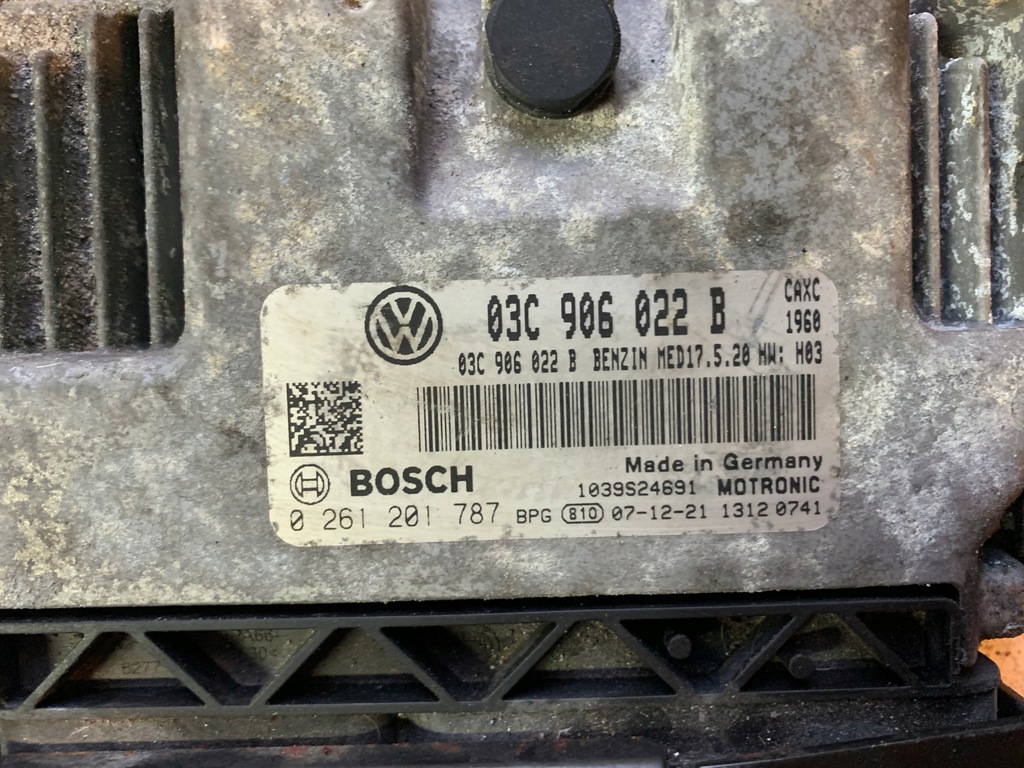 03C 906 022 B
CAXC
1960
03C 906 022 B BENZIN MED17.5.20 HW: H03
Made in Germany
BOSCH
1039S24691 MOTRONIC
0 261 201 787 BPG 810 07-12-21 1312 0741
B277